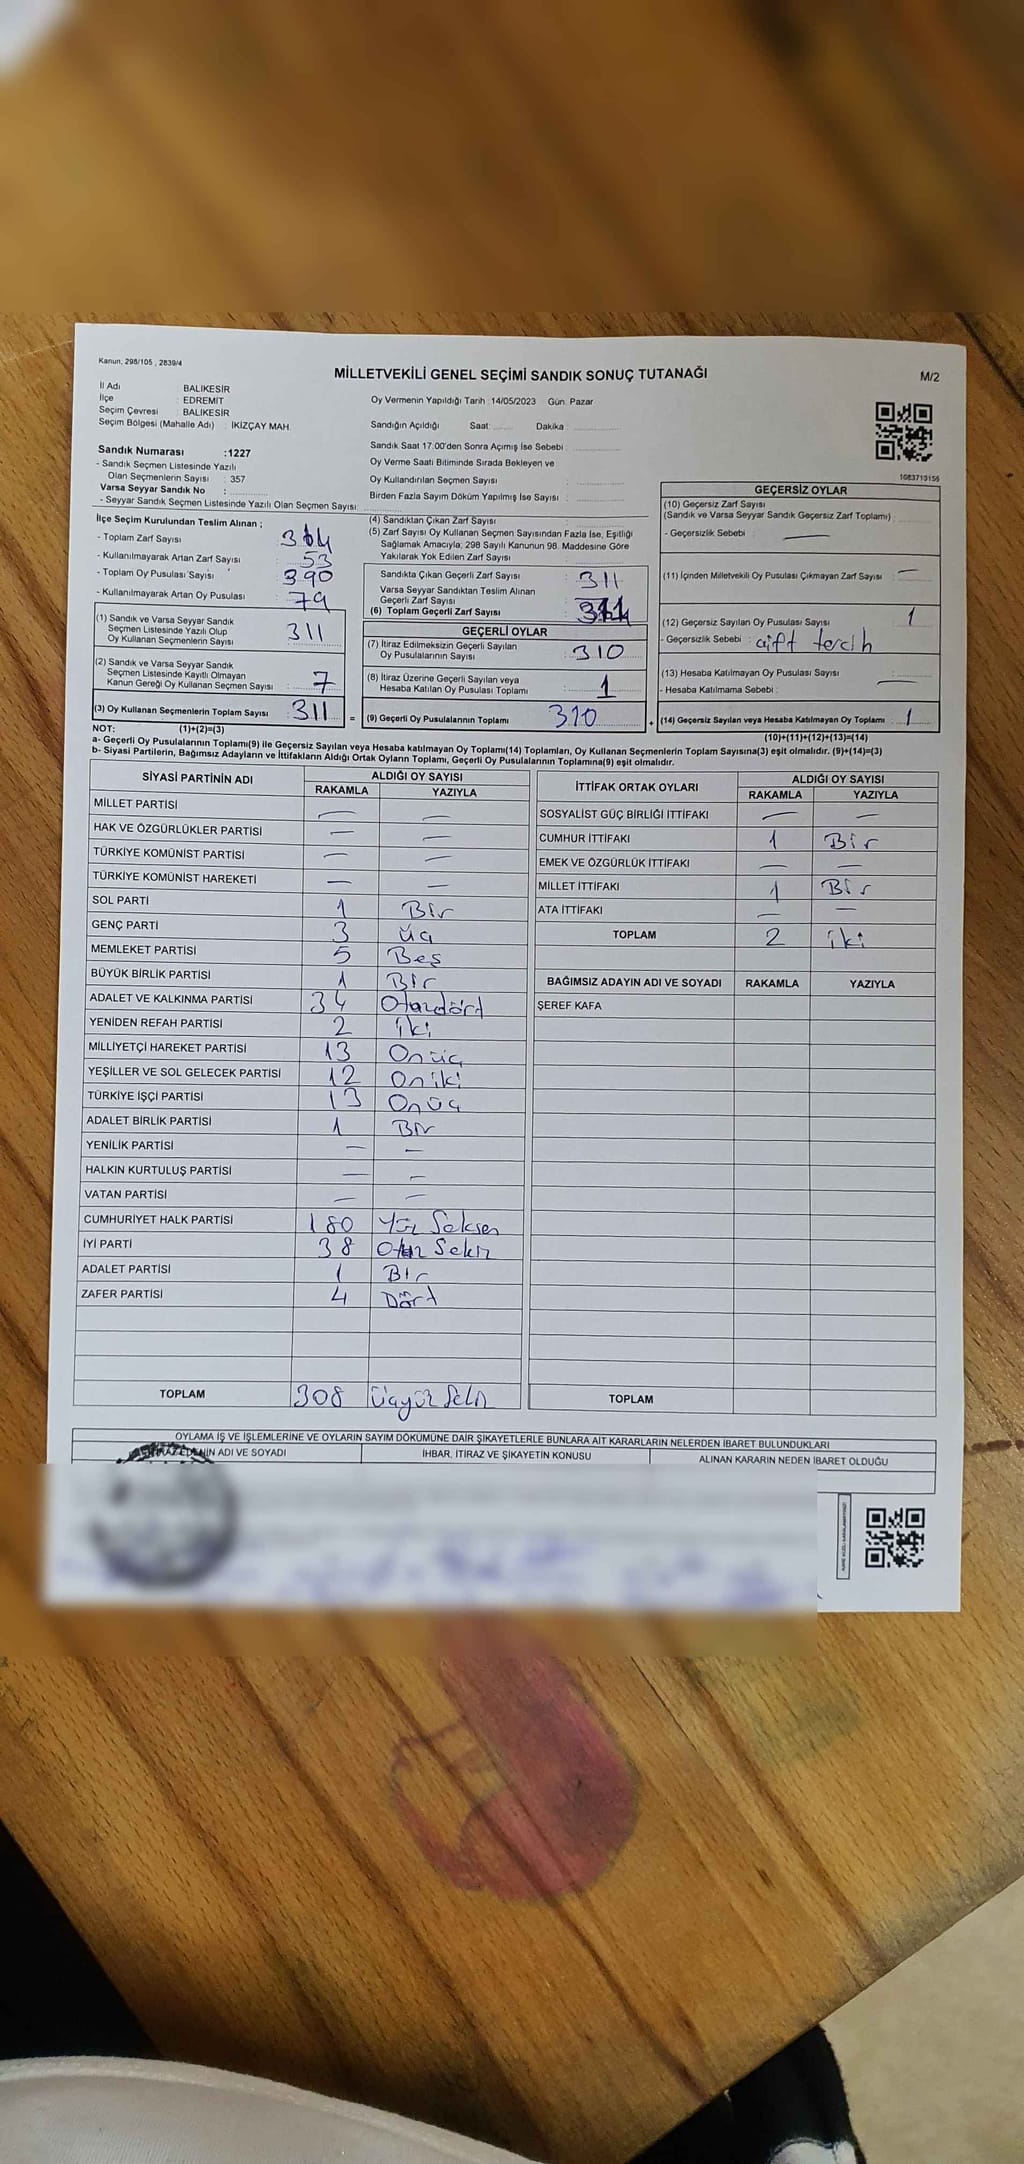 Kanun, 298/105 , 2839/4
MİLLETVEKİLİ GENEL SEÇİMİ SANDIK SONUÇ TUTANAĞI
M/2
İl Adı : BALIKESİR
İlçe : EDREMİT
Seçim Çevresi : BALIKESİR
Seçim Bölgesi (Mahalle Adı) : İKİZÇAY MAH.
Oy Vermenin Yapıldığı Tarih :14/05/2023 Gün: Pazar
Sandığın Açıldığı Saat: Dakika :
Sandık Saat 17:00'den Sonra Açımış İse Sebebi :
Oy Verme Saati Bitiminde Sırada Bekleyen ve
Oy Kullandırılan Seçmen Sayısı :
Birden Fazla Sayım Döküm Yapılmış İse Sayısı :
1083713156
Sandık Numarası :1227
- Sandık Seçmen Listesinde Yazılı
Olan Seçmenlerin Sayısı : 357
Varsa Seyyar Sandık No :
- Seyyar Sandık Seçmen Listesinde Yazılı Olan Seçmen Sayısı:
İlçe Seçim Kurulundan Teslim Alınan ;
- Toplam Zarf Sayısı : 364
- Kullanılmayarak Artan Zarf Sayısı : 53
- Toplam Oy Pusulası Sayısı : 390
- Kullanılmayarak Artan Oy Pusulası : 79
(1) Sandık ve Varsa Seyyar Sandık
Seçmen Listesinde Yazılı Olup
Oy Kullanan Seçmenlerin Sayısı : 311
(2) Sandık ve Varsa Seyyar Sandık
Seçmen Listesinde Kayıtlı Olmayan
Kanun Gereği Oy Kullanan Seçmen Sayısı : 7
(3) Oy Kullanan Seçmenlerin Toplam Sayısı : 311 =
(4) Sandıktan Çıkan Zarf Sayısı :
(5) Zarf Sayısı Oy Kullanan Seçmen Sayısından Fazla İse, Eşitliği
Sağlamak Amacıyla, 298 Sayılı Kanunun 98. Maddesine Göre
Yakılarak Yok Edilen Zarf Sayısı :
Sandıkta Çıkan Geçerli Zarf Sayısı : 311
Varsa Seyyar Sandıktan Teslim Alınan
Geçerli Zarf Sayısı
(6) Toplam Geçerli Zarf Sayısı :
GEÇERLİ OYLAR
(7) İtiraz Edilmeksizin Geçerli Sayılan
Oy Pusulalarının Sayısı : 310
(8) İtiraz Üzerine Geçerli Sayılan veya
Hesaba Katılan Oy Pusulası Toplamı : 1
(9) Geçerli Oy Pusulalarının Toplamı : 310 +
GEÇERSİZ OYLAR
(10) Geçersiz Zarf Sayısı
(Sandık ve Varsa Seyyar Sandık Geçersiz Zarf Toplamı) :
- Geçersizlik Sebebi : —
(11) İçinden Milletvekili Oy Pusulası Çıkmayan Zarf Sayısı : —
(12) Geçersiz Sayılan Oy Pusulası Sayısı : 1
- Geçersizlik Sebebi : çift tercih
(13) Hesaba Katılmayan Oy Pusulası Sayısı : —
- Hesaba Katılmama Sebebi :
(14) Geçersiz Sayılan veya Hesaba Katılmayan Oy Toplamı : 1
NOT: (1)+(2)=(3)
(10)+(11)+(12)+(13)=(14)
a- Geçerli Oy Pusulalarının Toplamı(9) ile Geçersiz Sayılan veya Hesaba katılmayan Oy Toplamı(14) Toplamları, Oy Kullanan Seçmenlerin Toplam Sayısına(3) eşit olmalıdır. (9)+(14)=(3)
b- Siyasi Partilerin, Bağımsız Adayların ve İttifakların Aldığı Ortak Oyların Toplamı, Geçerli Oy Pusulalarının Toplamına(9) eşit olmalıdır.
SİYASİ PARTİNİN ADI ALDIĞI OY SAYISI
RAKAMLA YAZIYLA
MİLLET PARTİSİ — —
HAK VE ÖZGÜRLÜKLER PARTİSİ — —
TÜRKİYE KOMÜNİST PARTİSİ — —
TÜRKİYE KOMÜNİST HAREKETİ — —
SOL PARTİ 1 Bir
GENÇ PARTİ 3 üç
MEMLEKET PARTİSİ 5 Beş
BÜYÜK BİRLİK PARTİSİ 1 Bir
ADALET VE KALKINMA PARTİSİ 34 Otuzdört
YENİDEN REFAH PARTİSİ 2 iki
MİLLİYETÇİ HAREKET PARTİSİ 13 Onüç
YEŞİLLER VE SOL GELECEK PARTİSİ 12 Oniki
TÜRKİYE İŞÇİ PARTİSİ 13 Onüç
ADALET BİRLİK PARTİSİ 1 Bir
YENİLİK PARTİSİ — —
HALKIN KURTULUŞ PARTİSİ — —
VATAN PARTİSİ — —
CUMHURİYET HALK PARTİSİ 180 Yüz Seksen
İYİ PARTİ 38 Otuz Sekiz
ADALET PARTİSİ 1 Bir
ZAFER PARTİSİ 4 Dört
TOPLAM 308 Üçyüz Sekiz
İTTİFAK ORTAK OYLARI ALDIĞI OY SAYISI
RAKAMLA YAZIYLA
SOSYALİST GÜÇ BİRLİĞİ İTTİFAKI — —
CUMHUR İTTİFAKI 1 Bir
EMEK VE ÖZGÜRLÜK İTTİFAKI — —
MİLLET İTTİFAKI 1 Bir
ATA İTTİFAKI — —
TOPLAM 2 iki
BAĞIMSIZ ADAYIN ADI VE SOYADI RAKAMLA YAZIYLA
ŞEREF KAFA
TOPLAM
OYLAMA İŞ VE İŞLEMLERİNE VE OYLARIN SAYIM DÖKÜMÜNE DAİR ŞİKAYETLERLE BUNLARA AİT KARARLARIN NELERDEN İBARET BULUNDUKLARI
ADI VE SOYADI İHBAR, İTİRAZ VE ŞİKAYETİN KONUSU ALINAN KARARIN NEDEN İBARET OLDUĞU